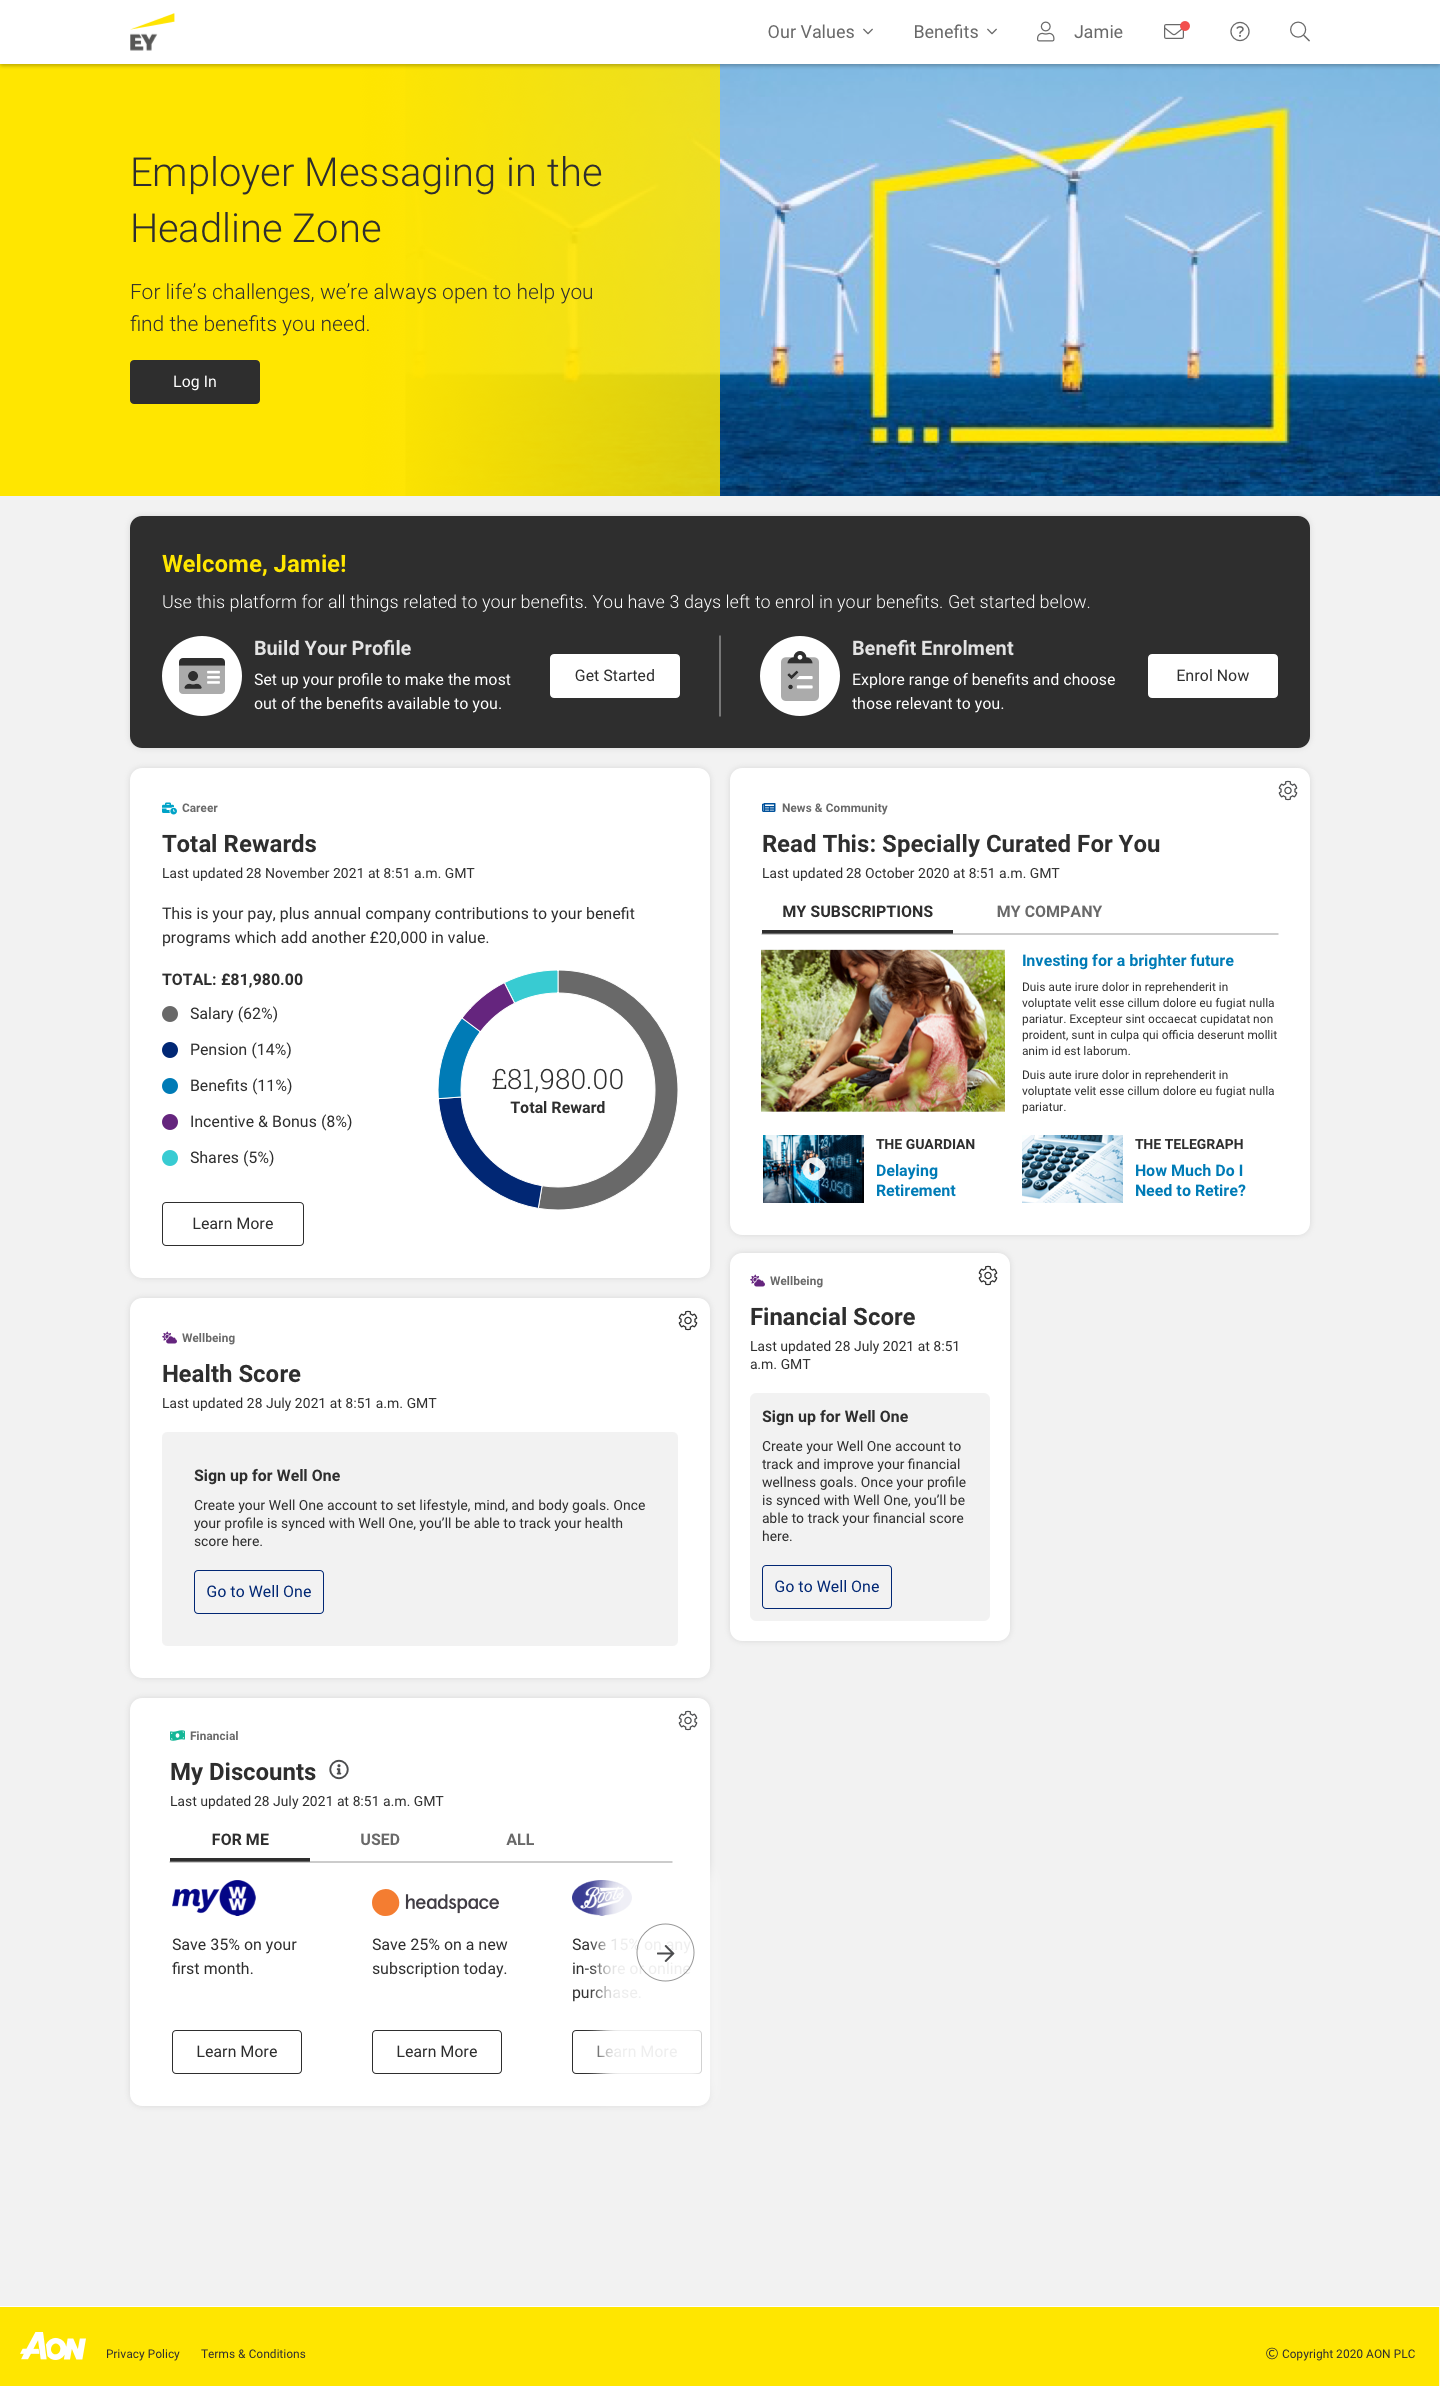 EY
Our Values
Benefits
Jamie
Employer Messaging in the
Headline Zone
For life's challenges, we're always open to help you
find the benefits you need.
Log In
Welcome, Jamie!
Use this platform for all things related to your benefits. You have 3 days left to enrol in your benefits. Get started below.
Build Your Profile
Set up your profile to make the most
out of the benefits available to you.
Get Started
Benefit Enrolment
Explore range of benefits and choose
those relevant to you.
Enrol Now
Career
Total Rewards
Last updated 28 November 2021 at 8:51 a.m. GMT
This is your pay, plus annual company contributions to your benefit
programs which add another £20,000 in value.
TOTAL: £81,980.00
Salary (62%)
Pension (14%)
Benefits (11%)
Incentive & Bonus (8%)
Shares (5%)
£81,980.00
Total Reward
Learn More
News & Community
Read This: Specially Curated For You
Last updated 28 October 2020 at 8:51 a.m. GMT
MY SUBSCRIPTIONS
MY COMPANY
Investing for a brighter future
Duis aute irure dolor in reprehenderit in
voluptate velit esse cillum dolore eu fugiat nulla
pariatur. Excepteur sint occaecat cupidatat non
proident, sunt in culpa qui officia deserunt mollit
anim id est laborum.
Duis aute irure dolor in reprehenderit in
voluptate velit esse cillum dolore eu fugiat nulla
pariatur.
THE GUARDIAN
Delaying
Retirement
THE TELEGRAPH
How Much Do I
Need to Retire?
Wellbeing
Health Score
Last updated 28 July 2021 at 8:51 a.m. GMT
Sign up for Well One
Create your Well One account to set lifestyle, mind, and body goals. Once
your profile is synced with Well One, you'll be able to track your health
score here.
Go to Well One
Wellbeing
Financial Score
Last updated 28 July 2021 at 8:51
a.m. GMT
Sign up for Well One
Create your Well One account to
track and improve your financial
wellness goals. Once your profile
is synced with Well One, you'll be
able to track your financial score
here.
Go to Well One
Financial
My Discounts
Last updated 28 July 2021 at 8:51 a.m. GMT
FOR ME
USED
ALL
my WW
Save 35% on your
first month.
Learn More
headspace
Save 25% on a new
subscription today.
Learn More
Boots
Save 15% on any
in-store or online
purchase.
Learn More
AON
Privacy Policy
Terms & Conditions
© Copyright 2020 AON PLC